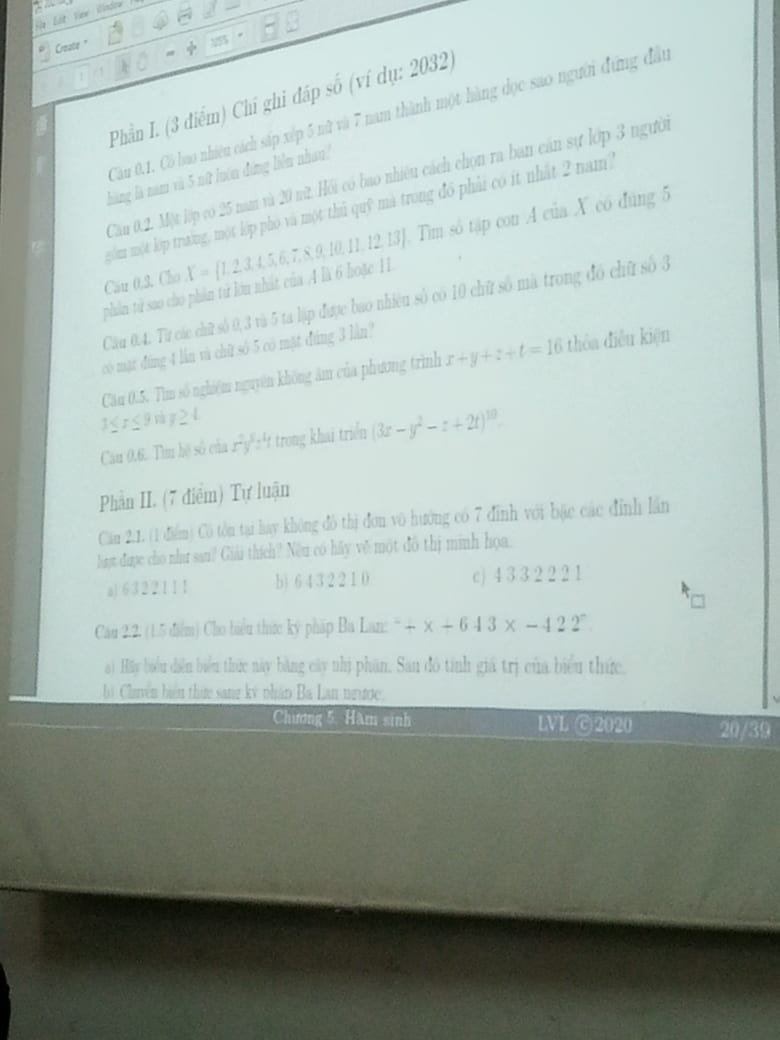 File Edit View Window
Create
1 / 1
105%
Phần I. (3 điểm) Chỉ ghi đáp số (ví dụ: 2032)
Câu 0.1. Có bao nhiêu cách sắp xếp 5 nữ và 7 nam thành một hàng dọc sao người đứng đầu
hàng là nam và 5 nữ luôn đứng liền nhau?
Câu 0.2. Một lớp có 25 nam và 20 nữ. Hỏi có bao nhiêu cách chọn ra ban cán sự lớp 3 người
gồm một lớp trưởng, một lớp phó và một thủ quỹ mà trong đó phải có ít nhất 2 nam?
Câu 0.3. Cho X = {1, 2, 3, 4, 5, 6, 7, 8, 9, 10, 11, 12, 13}. Tìm số tập con A của X có đúng 5
phần tử sao cho phần tử lớn nhất của A là 6 hoặc 11.
Câu 0.4. Từ các chữ số 0, 3 và 5 ta lập được bao nhiêu số có 10 chữ số mà trong đó chữ số 3
có mặt đúng 4 lần và chữ số 5 có mặt đúng 3 lần?
Câu 0.5. Tìm số nghiệm nguyên không âm của phương trình x + y + z + t = 16 thỏa điều kiện
3 ≤ x ≤ 9 và y ≥ 4.
Câu 0.6. Tìm hệ số của trong khai triển (3x − y² − z + 2t)¹⁰.
Phần II. (7 điểm) Tự luận
Câu 2.1. (1 điểm) Có tồn tại hay không đồ thị đơn vô hướng có 7 đỉnh với bậc các đỉnh lần
lượt được cho như sau? Giải thích? Nếu có hãy vẽ một đồ thị minh họa.
a) 6 3 2 2 1 1 1 b) 6 4 3 2 2 1 0 c) 4 3 3 2 2 2 1
Câu 2.2. (1.5 điểm) Cho biểu thức ký pháp Ba Lan: “ ÷ × + 6 4 3 × − 4 2 2”.
a) Hãy biểu diễn biểu thức này bằng cây nhị phân. Sau đó tính giá trị của biểu thức.
b) Chuyển biểu thức sang ký pháp Ba Lan ngược.
Chương 5. Hàm sinh LVL ©2020 20/39